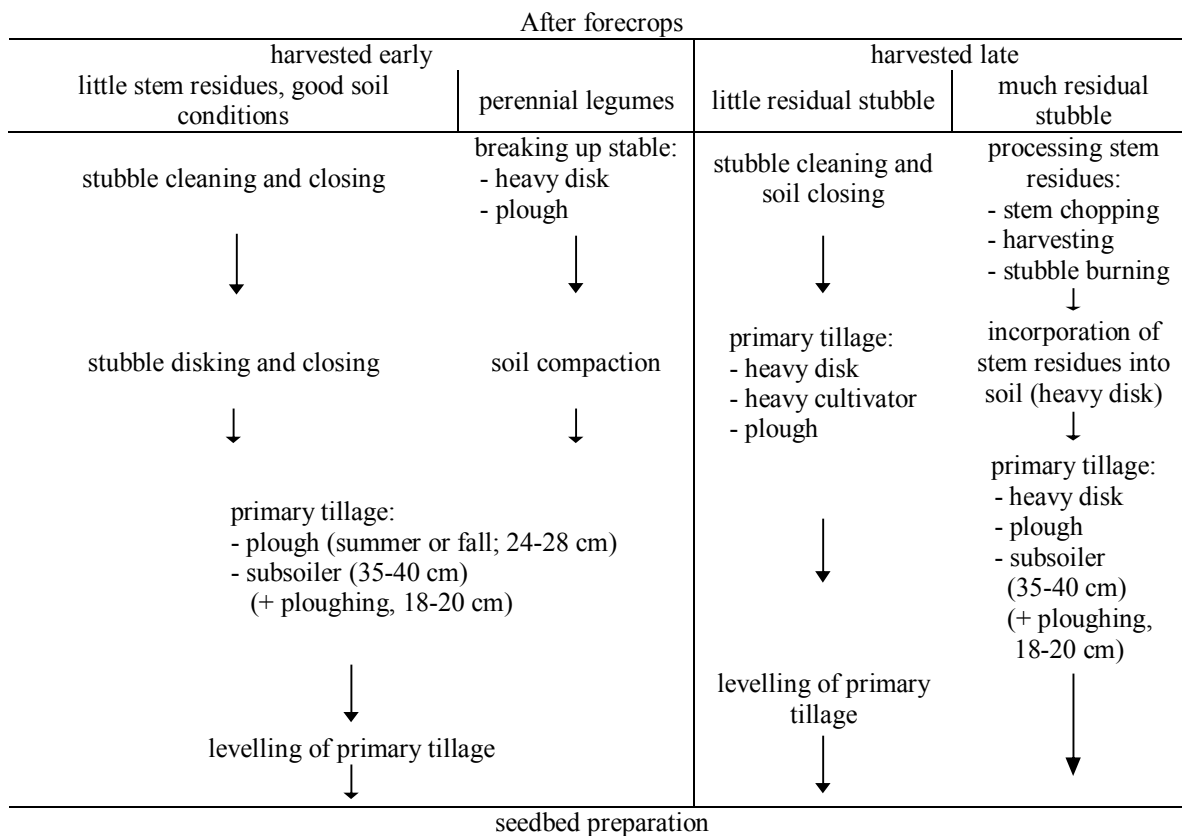 After forecrops
harvested early
harvested late
little stem residues, good soil
conditions
perennial legumes
little residual stubble
much residual
stubble
stubble cleaning and closing
breaking up stable:
- heavy disk
- plough
stubble cleaning and
soil closing
processing stem
residues:
- stem chopping
- harvesting
- stubble burning
stubble disking and closing
soil compaction
primary tillage:
- heavy disk
- heavy cultivator
- plough
incorporation of
stem residues into
soil (heavy disk)
primary tillage:
- plough (summer or fall; 24-28 cm)
- subsoiler (35-40 cm)
(+ ploughing, 18-20 cm)
primary tillage:
- heavy disk
- plough
- subsoiler
(35-40 cm)
(+ ploughing,
18-20 cm)
levelling of primary
tillage
levelling of primary tillage
seedbed preparation